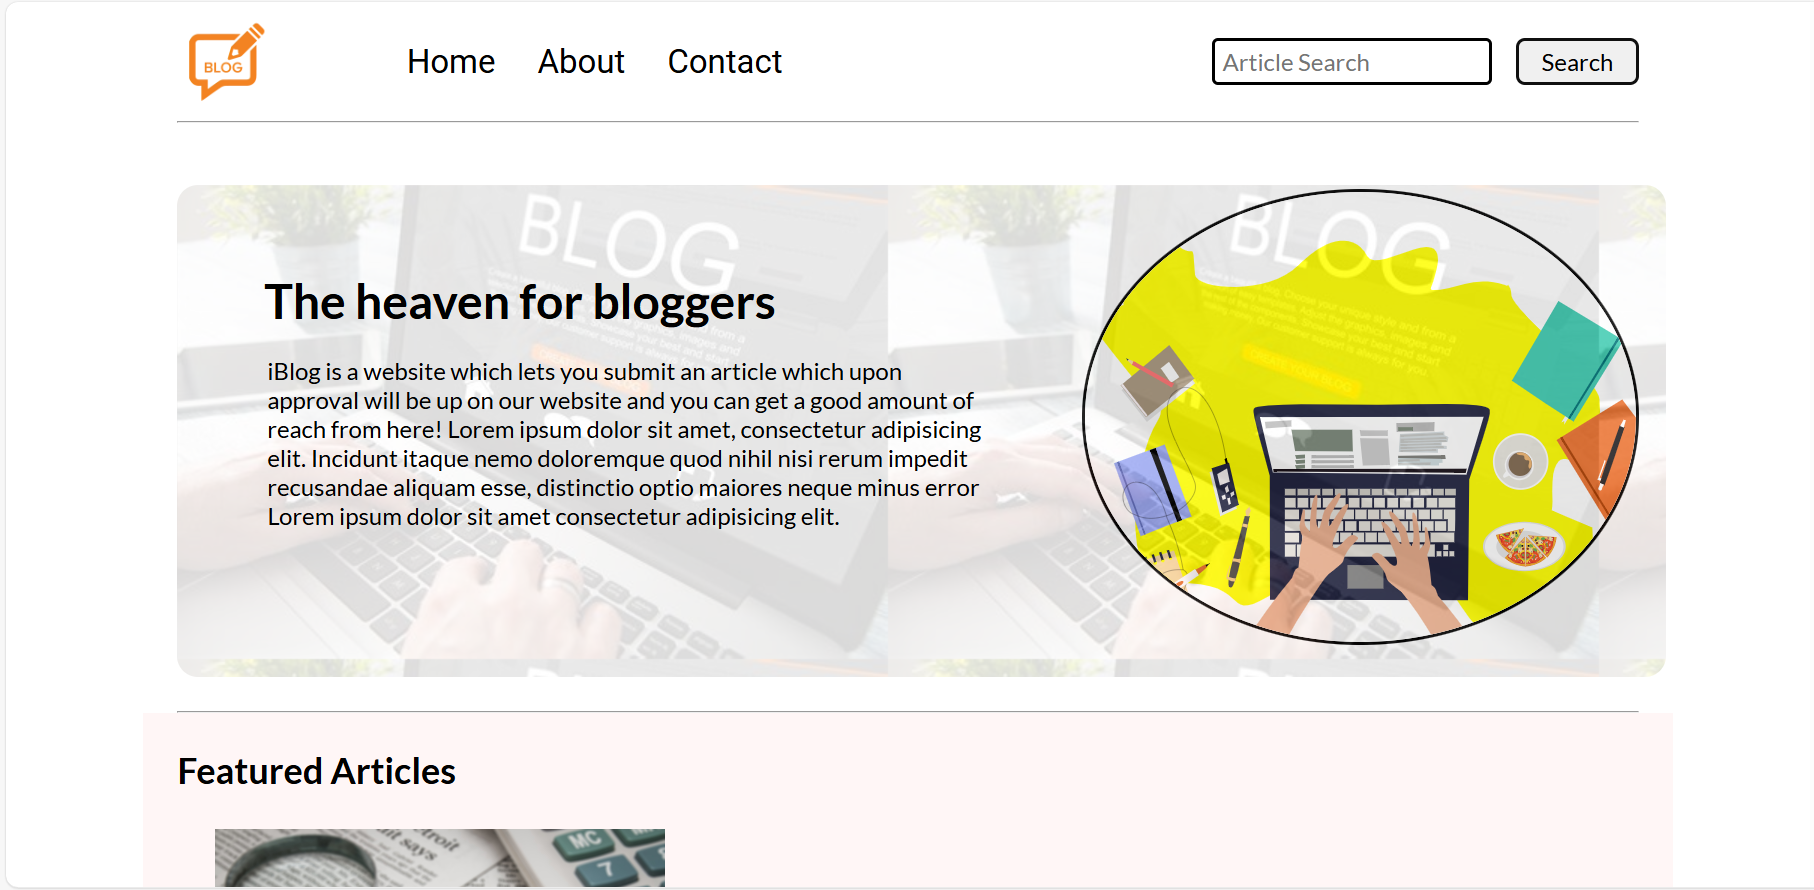 BLOG
Home
About
Contact
Article Search
Search
BLOG
BLOG
The heaven for bloggers
CREATE YOUR BLOG
iBlog is a website which lets you submit an article which upon
approval will be up on our website and you can get a good amount of
reach from here! Lorem ipsum dolor sit amet, consectetur adipisicing
elit. Incidunt itaque nemo doloremque quod nihil nisi rerum impedit
recusandae aliquam esse, distinctio optio maiores neque minus error
Lorem ipsum dolor sit amet consectetur adipisicing elit.
Featured Articles
says
MC
7